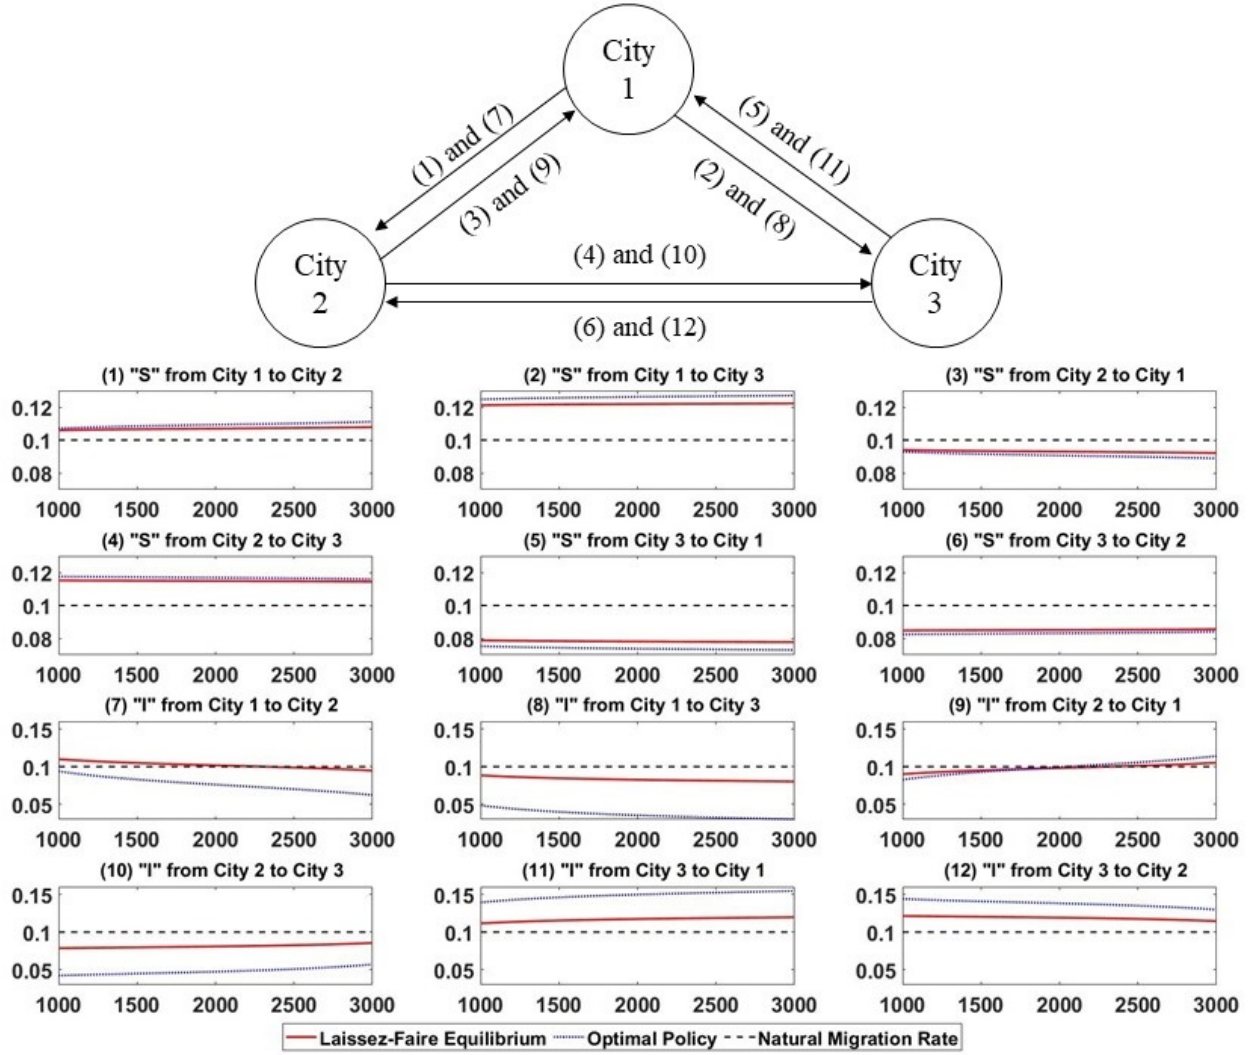 City
1
(1) and (7)
(3) and (9)
(5) and (11)
(2) and (8)
City
2
(4) and (10)
(6) and (12)
City
3
(1) "S" from City 1 to City 2
0.12
0.1
0.08
1000 1500 2000 2500 3000
(2) "S" from City 1 to City 3
0.12
0.1
0.08
1000 1500 2000 2500 3000
(3) "S" from City 2 to City 1
0.12
0.1
0.08
1000 1500 2000 2500 3000
(4) "S" from City 2 to City 3
0.12
0.1
0.08
1000 1500 2000 2500 3000
(5) "S" from City 3 to City 1
0.12
0.1
0.08
1000 1500 2000 2500 3000
(6) "S" from City 3 to City 2
0.12
0.1
0.08
1000 1500 2000 2500 3000
(7) "I" from City 1 to City 2
0.15
0.1
0.05
1000 1500 2000 2500 3000
(8) "I" from City 1 to City 3
0.15
0.1
0.05
1000 1500 2000 2500 3000
(9) "I" from City 2 to City 1
0.15
0.1
0.05
1000 1500 2000 2500 3000
(10) "I" from City 2 to City 3
0.15
0.1
0.05
1000 1500 2000 2500 3000
(11) "I" from City 3 to City 1
0.15
0.1
0.05
1000 1500 2000 2500 3000
(12) "I" from City 3 to City 2
0.15
0.1
0.05
1000 1500 2000 2500 3000
Laissez-Faire Equilibrium Optimal Policy Natural Migration Rate